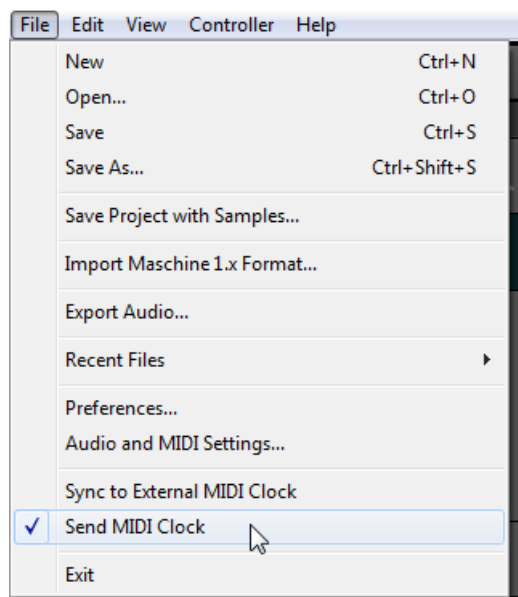 File Edit View Controller Help
New Ctrl+N
Open... Ctrl+O
Save Ctrl+S
Save As... Ctrl+Shift+S
Save Project with Samples...
Import Maschine 1.x Format...
Export Audio...
Recent Files
Preferences...
Audio and MIDI Settings...
Sync to External MIDI Clock
Send MIDI Clock
Exit